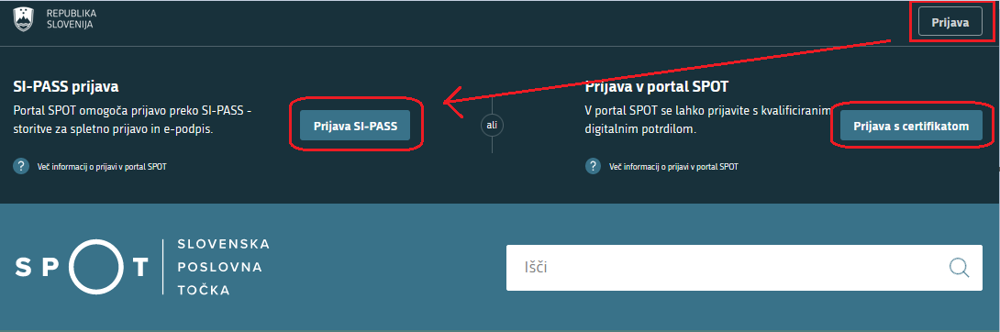 REPUBLIKA
SLOVENIJA
Prijava
SI-PASS prijava
Portal SPOT omogoča prijavo preko SI-PASS -
storitve za spletno prijavo in e-podpis.
Prijava SI-PASS
Več informacij o prijavi v portal SPOT
ali
Prijava v portal SPOT
V portal SPOT se lahko prijavite s kvalificiranim
digitalnim potrdilom.
Prijava s certifikatom
Več informacij o prijavi v portal SPOT
SPOT
SLOVENSKA
POSLOVNA
TOČKA
Išči